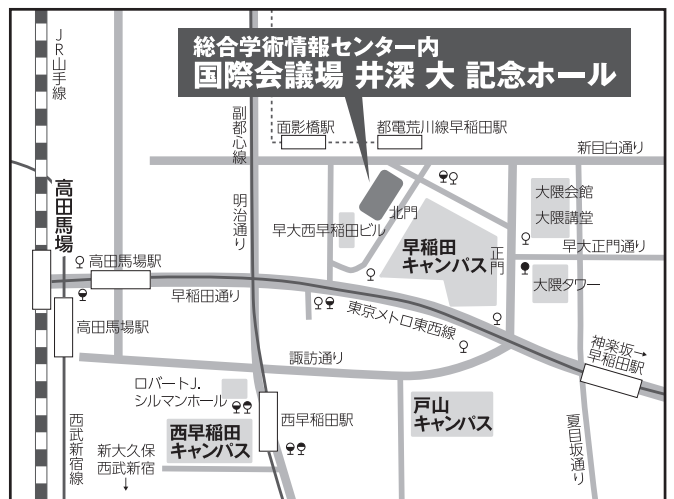 総合学術情報センター内
国際会議場 井深 大 記念ホール
JR山手線
副都心線
面影橋駅
都電荒川線早稲田駅
新目白通り
高田馬場
明治通り
北門
早大西早稲田ビル
早稲田
キャンパス
正門
大隈会館
大隈講堂
早大正門通り
大隈タワー
高田馬場駅
早稲田通り
東京メトロ東西線
高田馬場駅
諏訪通り
神楽坂→
早稲田駅
ロバートJ.
シルマンホール
西早稲田駅
戸山
キャンパス
西早稲田
キャンパス
西武新宿線
新大久保
西武新宿
↓
夏目坂通り